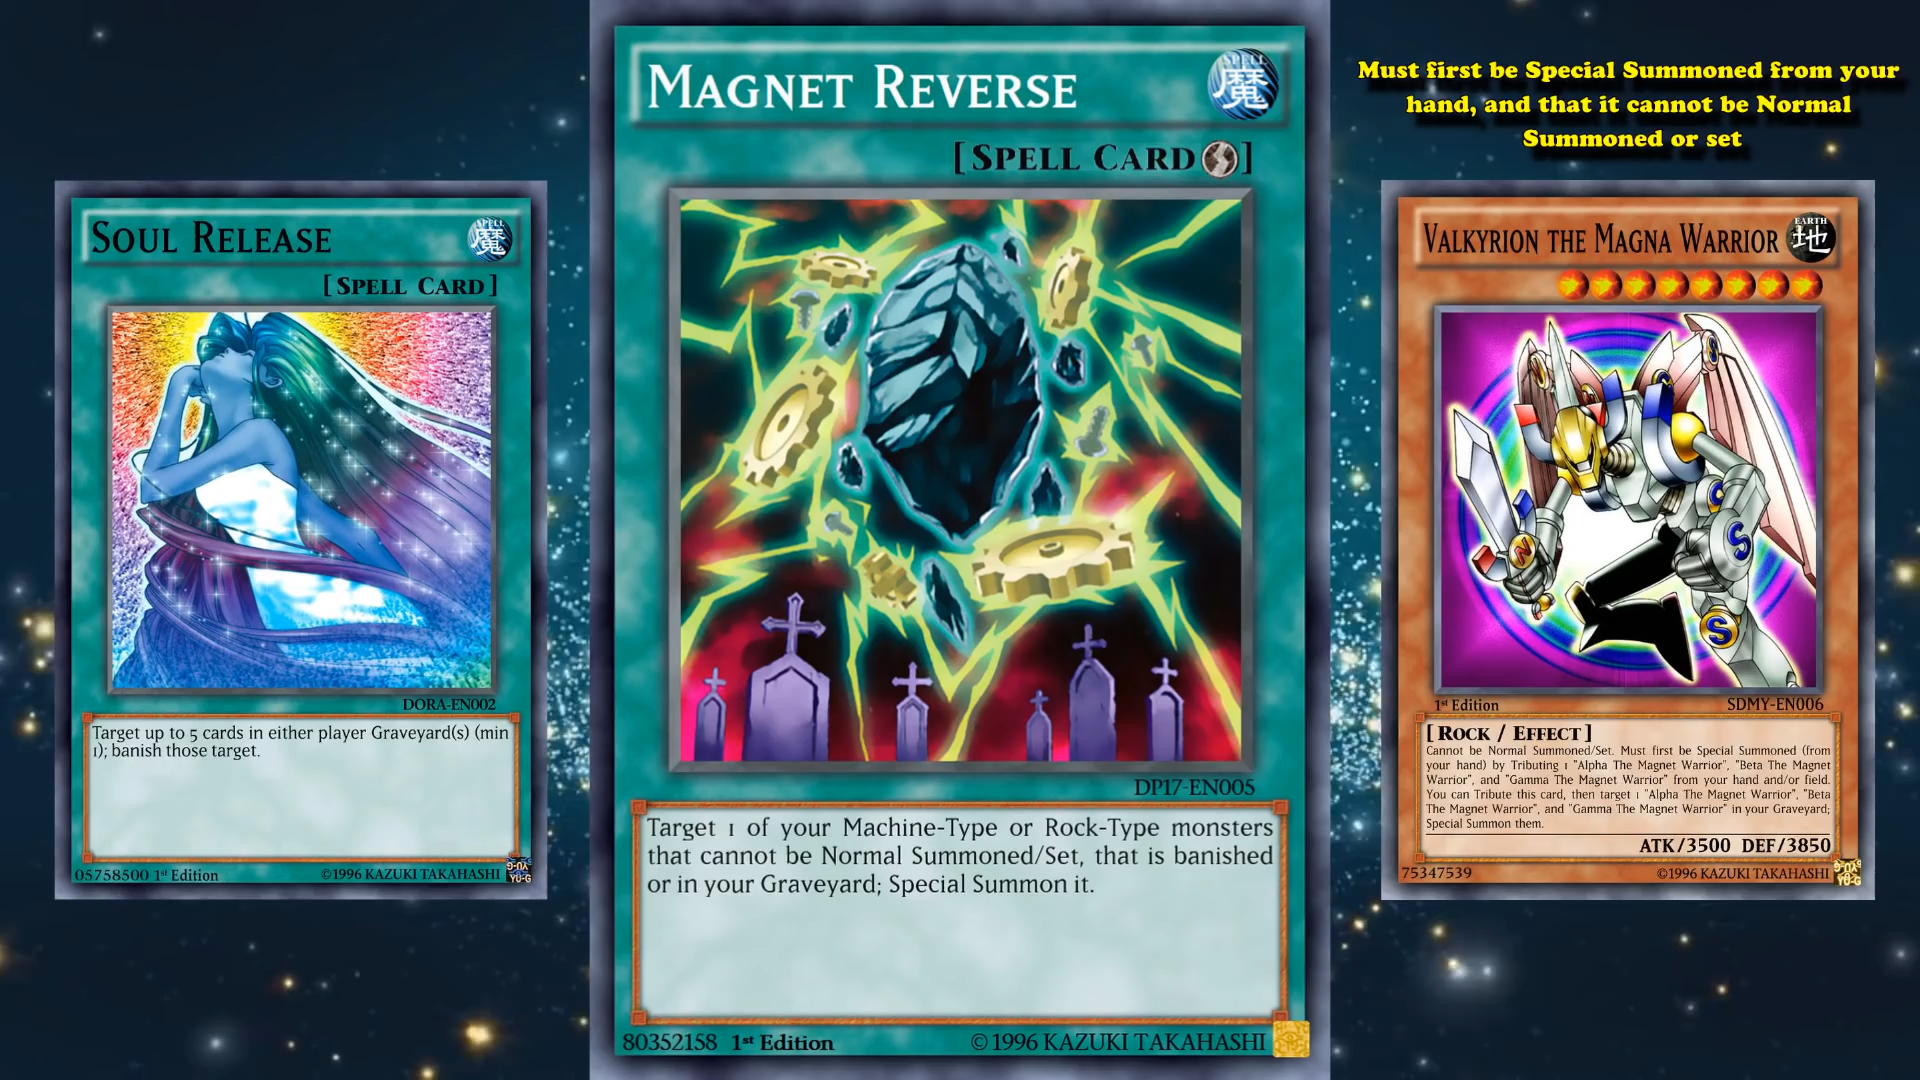 Soul Release
SPELL
魔
[Spell Card]
DORA-EN002
Target up to 5 cards in either player Graveyard(s) (min
1); banish those target.
05758500 1st Edition
©1996 KAZUKI TAKAHASHI
Magnet Reverse
SPELL
魔
[Spell Card]
DP17-EN005
Target 1 of your Machine-Type or Rock-Type monsters
that cannot be Normal Summoned/Set, that is banished
or in your Graveyard; Special Summon it.
80352158 1st Edition
©1996 KAZUKI TAKAHASHI
Must first be Special Summoned from your
hand, and that it cannot be Normal
Summoned or set
Valkyrion the Magna Warrior
EARTH
地
S
N
S
S
1st Edition
SDMY-EN006
[Rock / Effect]
Cannot be Normal Summoned/Set. Must first be Special Summoned (from
your hand) by Tributing 1 "Alpha The Magnet Warrior", "Beta The Magnet
Warrior", and "Gamma The Magnet Warrior" from your hand and/or field.
You can Tribute this card, then target 1 "Alpha The Magnet Warrior", "Beta
The Magnet Warrior", and "Gamma The Magnet Warrior" in your Graveyard;
Special Summon them.
ATK/3500 DEF/3850
75347539
©1996 KAZUKI TAKAHASHI